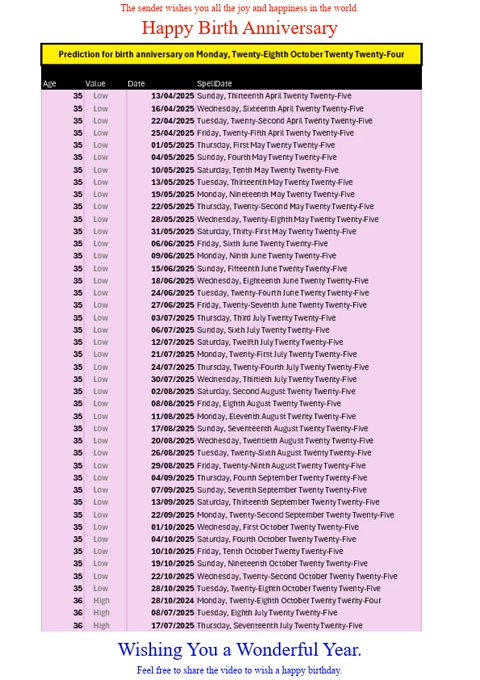 The sender wishes you all the joy and happiness in the world.
Happy Birth Anniversary
Prediction for birth anniversary on Monday, Twenty-Eighth October Twenty Twenty-Four
Age Value Date SpellDate
35 Low 13/04/2025 Sunday, Thirteenth April Twenty Twenty-Five
35 Low 16/04/2025 Wednesday, Sixteenth April Twenty Twenty-Five
35 Low 22/04/2025 Tuesday, Twenty-Second April Twenty Twenty-Five
35 Low 25/04/2025 Friday, Twenty-Fifth April Twenty Twenty-Five
35 Low 01/05/2025 Thursday, First May Twenty Twenty-Five
35 Low 04/05/2025 Sunday, Fourth May Twenty Twenty-Five
35 Low 10/05/2025 Saturday, Tenth May Twenty Twenty-Five
35 Low 13/05/2025 Tuesday, Thirteenth May Twenty Twenty-Five
35 Low 19/05/2025 Monday, Nineteenth May Twenty Twenty-Five
35 Low 22/05/2025 Thursday, Twenty-Second May Twenty Twenty-Five
35 Low 28/05/2025 Wednesday, Twenty-Eighth May Twenty Twenty-Five
35 Low 31/05/2025 Saturday, Thirty-First May Twenty Twenty-Five
35 Low 06/06/2025 Friday, Sixth June Twenty Twenty-Five
35 Low 09/06/2025 Monday, Ninth June Twenty Twenty-Five
35 Low 15/06/2025 Sunday, Fifteenth June Twenty Twenty-Five
35 Low 18/06/2025 Wednesday, Eighteenth June Twenty Twenty-Five
35 Low 24/06/2025 Tuesday, Twenty-Fourth June Twenty Twenty-Five
35 Low 27/06/2025 Friday, Twenty-Seventh June Twenty Twenty-Five
35 Low 03/07/2025 Thursday, Third July Twenty Twenty-Five
35 Low 06/07/2025 Sunday, Sixth July Twenty Twenty-Five
35 Low 12/07/2025 Saturday, Twelfth July Twenty Twenty-Five
35 Low 21/07/2025 Monday, Twenty-First July Twenty Twenty-Five
35 Low 24/07/2025 Thursday, Twenty-Fourth July Twenty Twenty-Five
35 Low 30/07/2025 Wednesday, Thirtieth July Twenty Twenty-Five
35 Low 02/08/2025 Saturday, Second August Twenty Twenty-Five
35 Low 08/08/2025 Friday, Eighth August Twenty Twenty-Five
35 Low 11/08/2025 Monday, Eleventh August Twenty Twenty-Five
35 Low 17/08/2025 Sunday, Seventeenth August Twenty Twenty-Five
35 Low 20/08/2025 Wednesday, Twentieth August Twenty Twenty-Five
35 Low 26/08/2025 Tuesday, Twenty-Sixth August Twenty Twenty-Five
35 Low 29/08/2025 Friday, Twenty-Ninth August Twenty Twenty-Five
35 Low 04/09/2025 Thursday, Fourth September Twenty Twenty-Five
35 Low 07/09/2025 Sunday, Seventh September Twenty Twenty-Five
35 Low 13/09/2025 Saturday, Thirteenth September Twenty Twenty-Five
35 Low 22/09/2025 Monday, Twenty-Second September Twenty Twenty-Five
35 Low 01/10/2025 Wednesday, First October Twenty Twenty-Five
35 Low 04/10/2025 Saturday, Fourth October Twenty Twenty-Five
35 Low 10/10/2025 Friday, Tenth October Twenty Twenty-Five
35 Low 19/10/2025 Sunday, Nineteen October Twenty Twenty-Five
35 Low 22/10/2025 Wednesday, Twenty-Second October Twenty Twenty-Five
35 Low 28/10/2025 Tuesday, Twenty-Eighth October Twenty Twenty-Five
36 High 28/10/2024 Monday, Twenty-Eighth October Twenty Twenty-Four
36 High 08/07/2025 Tuesday, Eighth July Twenty Twenty-Five
36 High 17/07/2025 Thursday, Seventeenth July Twenty Twenty-Five
Wishing You a Wonderful Year.
Feel free to share the video to wish a happy birthday.